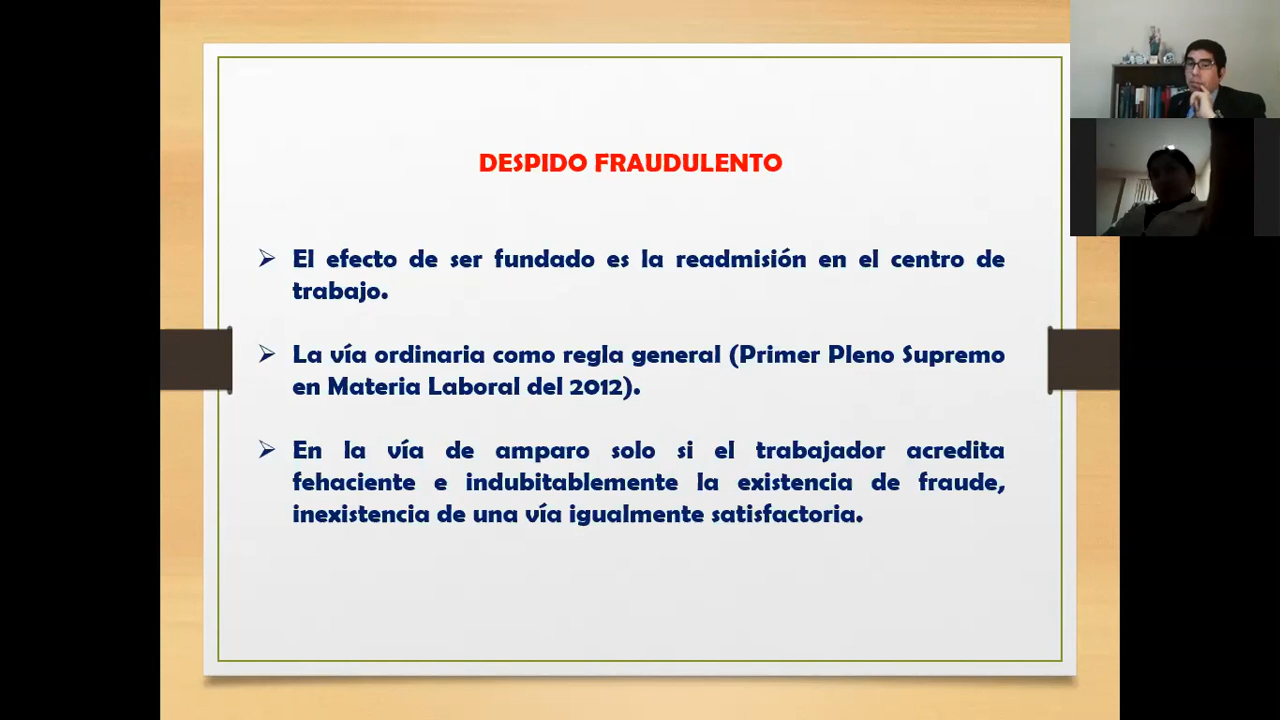 DESPIDO FRAUDULENTO
El efecto de ser fundado es la readmisión en el centro de
trabajo.
La vía ordinaria como regla general (Primer Pleno Supremo
en Materia Laboral del 2012).
En la vía de amparo solo si el trabajador acredita
fehaciente e indubitablemente la existencia de fraude,
inexistencia de una vía igualmente satisfactoria.